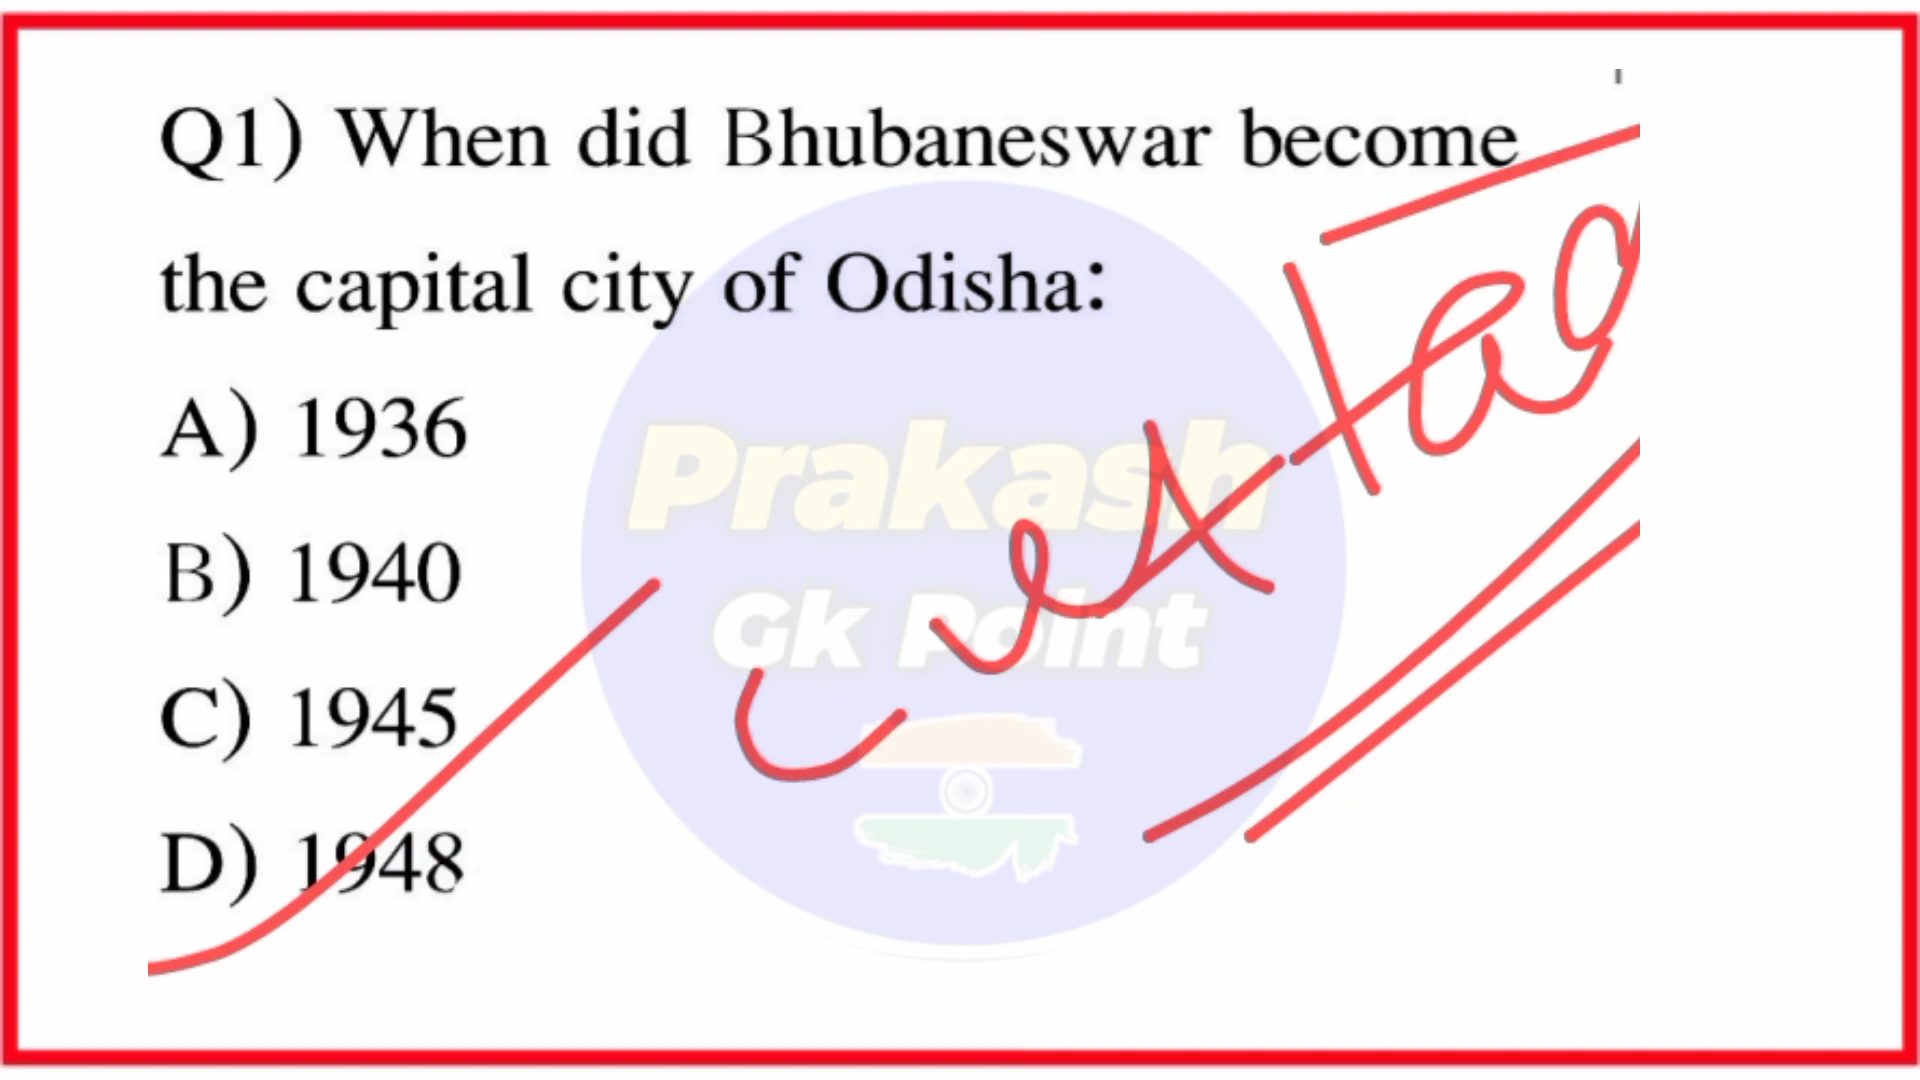 Q1) When did Bhubaneswar become
the capital city of Odisha:
A) 1936
B) 1940
C) 1945
D) 1948
Prakash
Gk Point